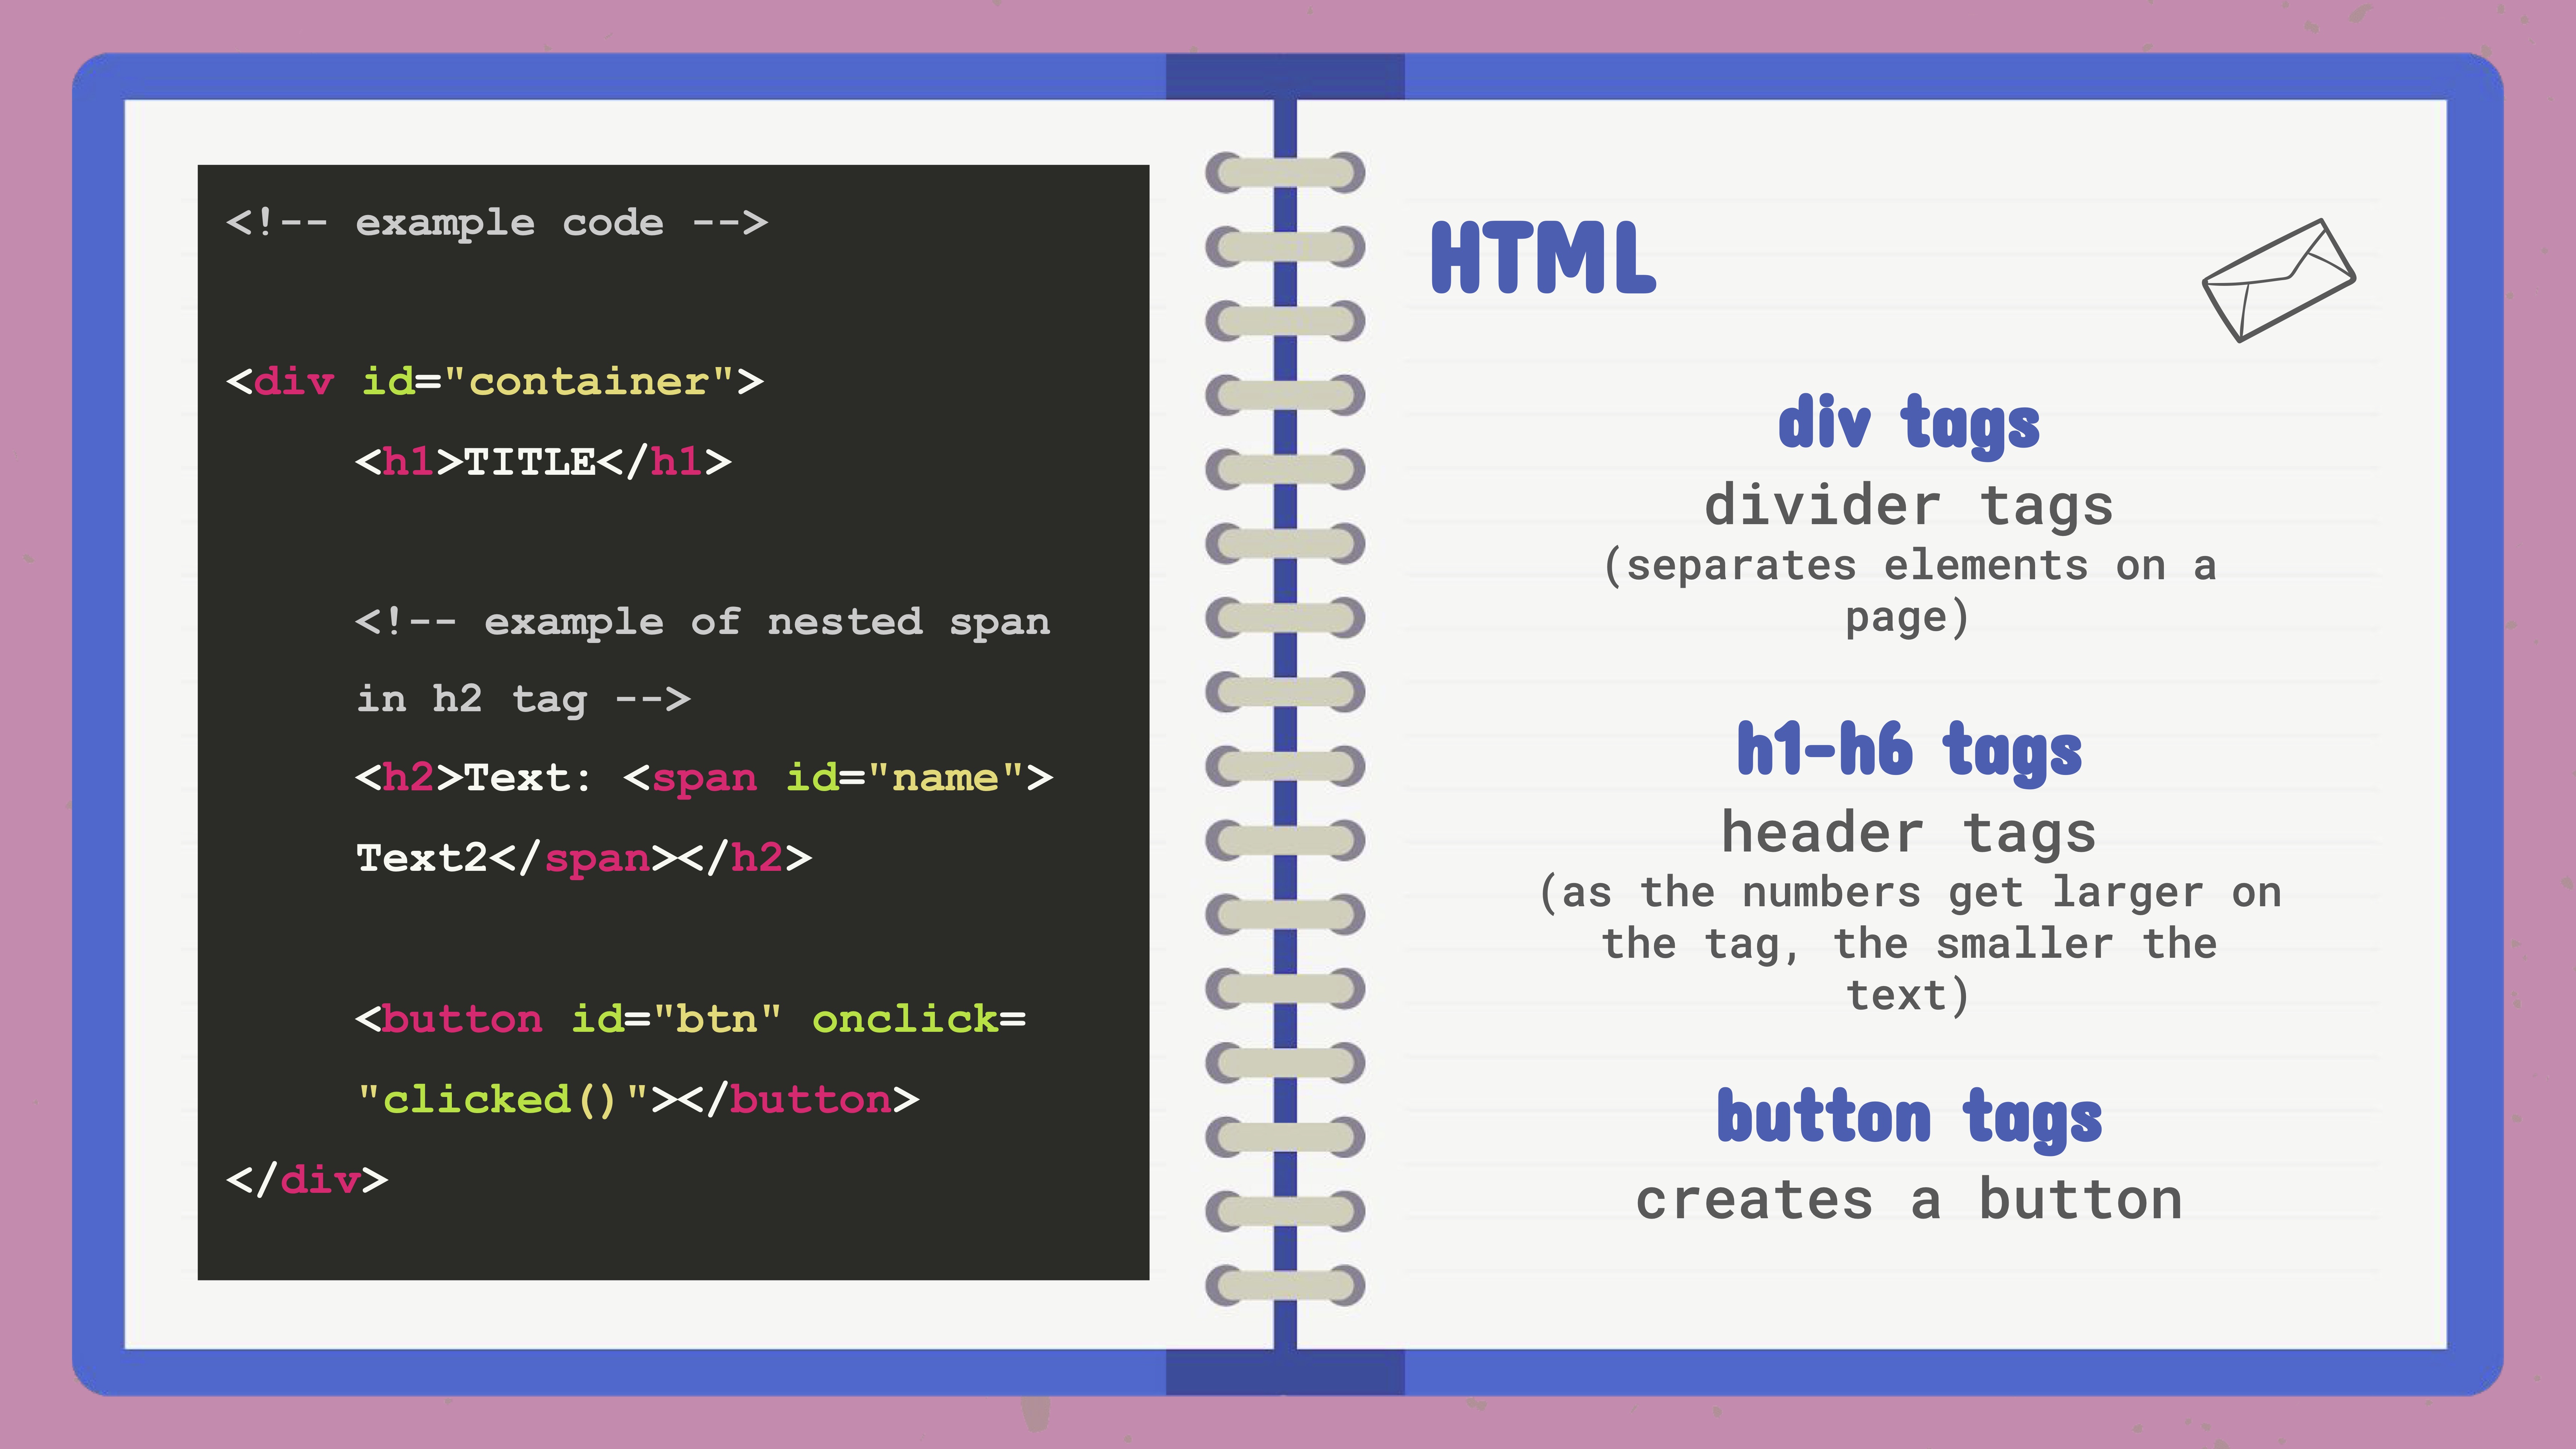 <!-- example code -->
<div id="container">
<h1>TITLE</h1>
<!-- example of nested span
in h2 tag -->
<h2>Text: <span id="name">
Text2</span></h2>
<button id="btn" onclick=
"clicked()"></button>
</div>
HTML
div tags
divider tags
(separates elements on a
page)
h1-h6 tags
header tags
(as the numbers get larger on
the tag, the smaller the
text)
button tags
creates a button